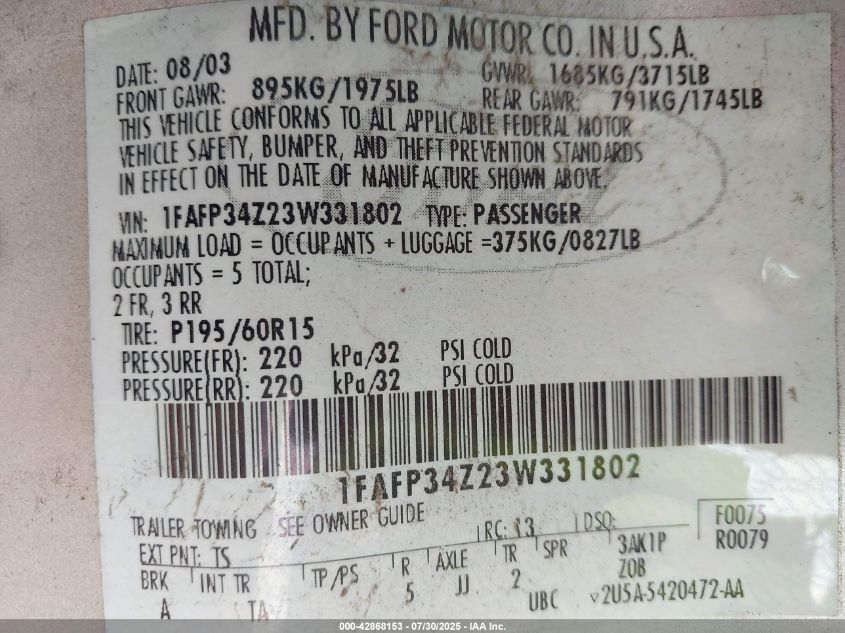 MFD. BY FORD MOTOR CO. IN U.S.A.
DATE: 08/03 GVWR: 1685KG/3715LB
FRONT GAWR: 895KG/1975LB REAR GAWR: 791KG/1745LB
THIS VEHICLE CONFORMS TO ALL APPLICABLE FEDERAL MOTOR
VEHICLE SAFETY, BUMPER, AND THEFT PREVENTION STANDARDS
IN EFFECT ON THE DATE OF MANUFACTURE SHOWN ABOVE.
VIN: 1FAFP34Z23W331802 TYPE: PASSENGER
MAXIMUM LOAD = OCCUPANTS + LUGGAGE =375KG/0827LB
OCCUPANTS = 5 TOTAL;
2 FR, 3 RR
TIRE: P195/60R15
PRESSURE(FR): 220 kPa/32 PSI COLD
PRESSURE(RR): 220 kPa/32 PSI COLD
1FAFP34Z23W331802
TRAILER TOWING - SEE OWNER GUIDE RC: 13 DSO: F0075
EXT PNT: TS 3AK1P R0079
BRK INT TR TP/PS R AXLE TR SPR ZOB
A TA 5 JJ 2 UBC v2U5A-5420472-AA
000-42868153 - 07/30/2025 - IAA Inc.